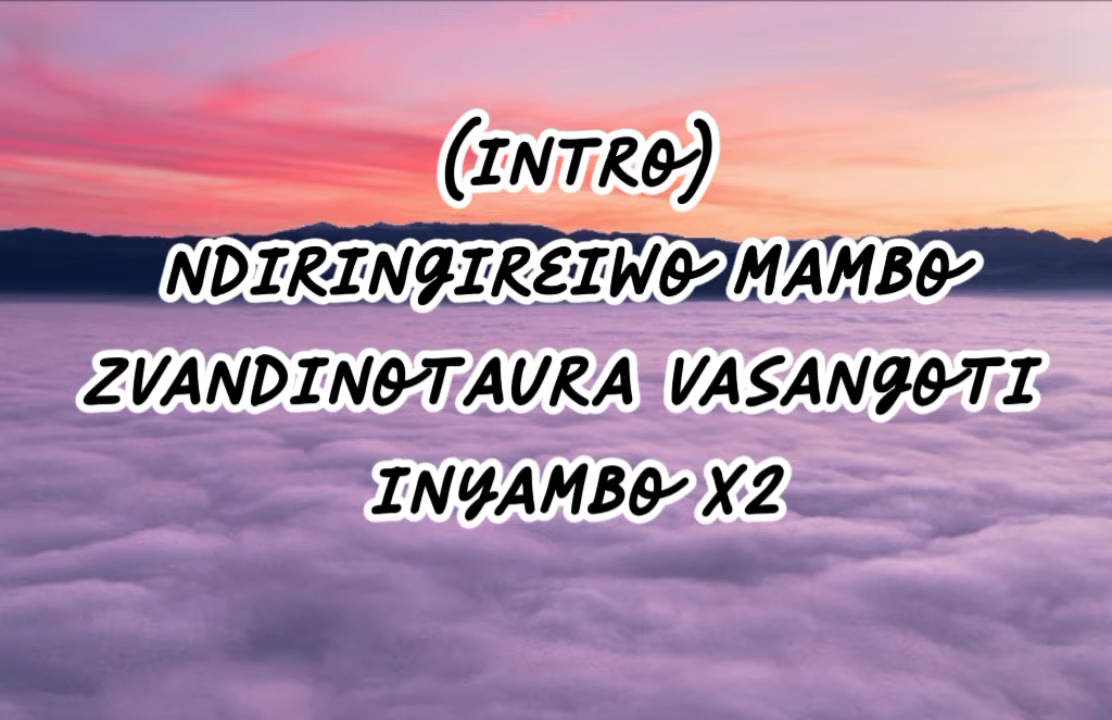 (INTRO)
NDIRINGIREIWO MAMBO
ZVANDINOTAURA VASANGOTI
INYAMBO X2